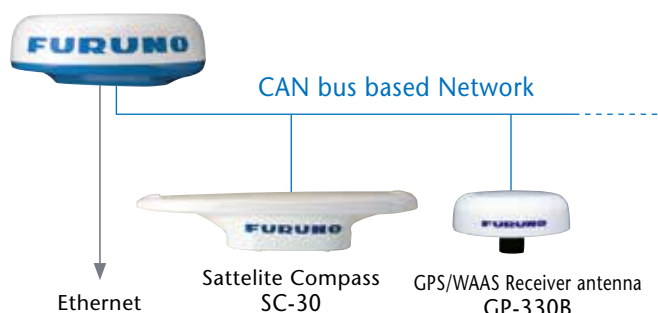 FURUNO
CAN bus based Network
FURUNO
FURUNO
Sattelite Compass
SC-30
GPS/WAAS Receiver antenna
GP-330B
Ethernet